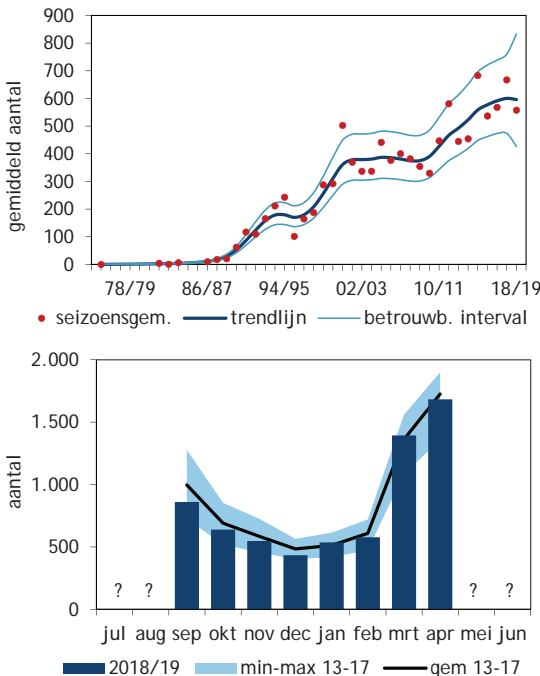 gemiddeld aantal
900
800
700
600
500
400
300
200
100
0
78/79 86/87 94/95 02/03 10/11 18/19
seizoensgem. trendlijn betrouwb. interval
aantal
2.000
1.500
1.000
500
0
? ? ? ?
jul aug sep okt nov dec jan feb mrt apr mei jun
2018/19 min-max 13-17 gem 13-17